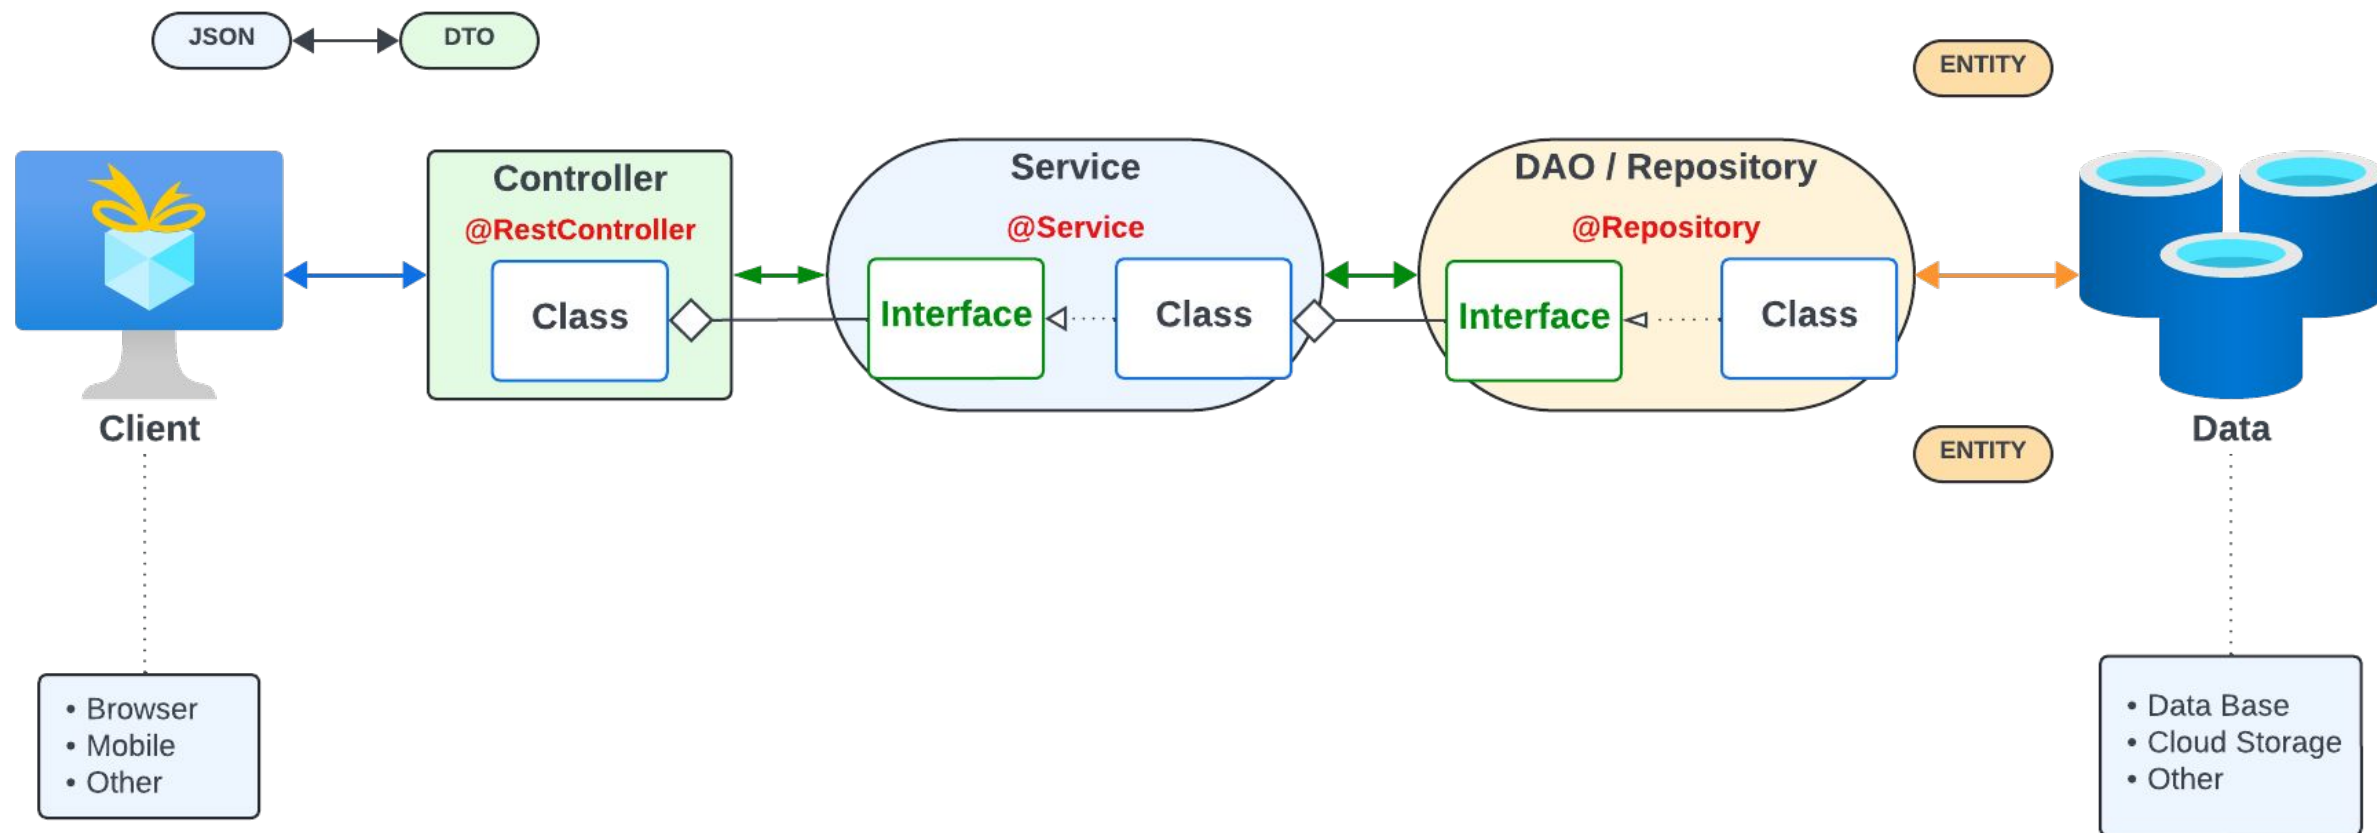 JSON
DTO
ENTITY
Controller
@RestController
Class
Service
@Service
Interface
Class
DAO / Repository
@Repository
Interface
Class
Client
ENTITY
Data
• Browser
• Mobile
• Other
• Data Base
• Cloud Storage
• Other